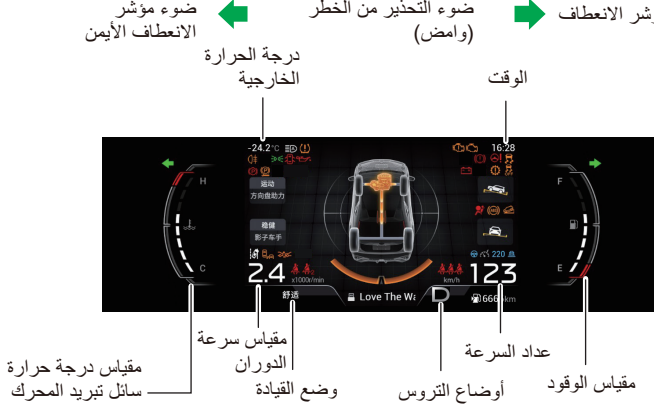 ضوء مؤشر
الانعطاف الأيمن
ضوء التحذير من الخطر
(وامض)
شر الانعطاف
درجة الحرارة
الخارجية
الوقت
-24.2°C
16:28
H
C
运动
方向盘助力
稳健
影子车手
F
E
220
2.4
x1000r/min
舒适
Love The Wa
D
km/h
123
666 km
مقياس سرعة
الدوران
عداد السرعة
مقياس درجة حرارة
سائل تبريد المحرك
وضع القيادة
أوضاع التروس
مقياس الوقود